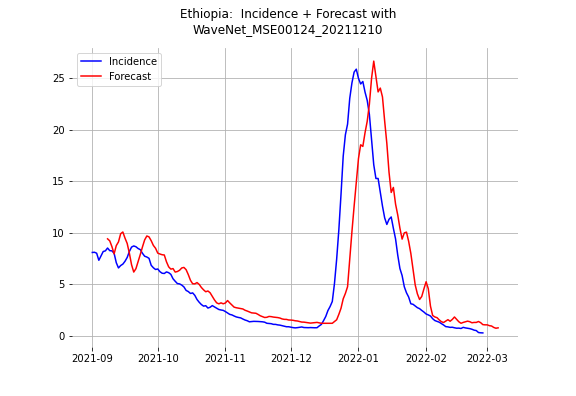 Ethiopia:  Incidence + Forecast with
WaveNet_MSE00124_20211210
Incidence
Forecast
25
20
15
10
5
0
2021-09 2021-10 2021-11 2021-12 2022-01 2022-02 2022-03